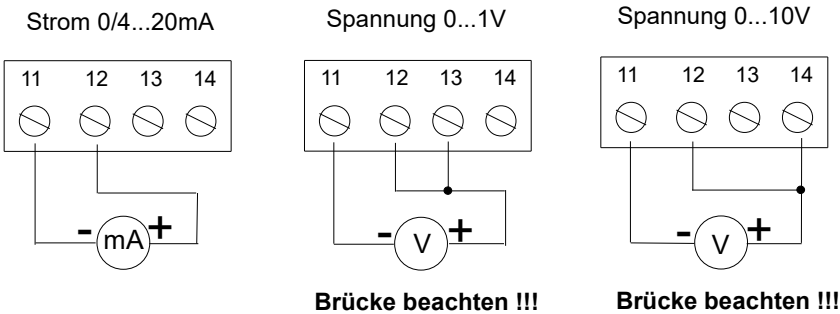 Strom 0/4...20mA
11 12 13 14
- mA +
Spannung 0...1V
11 12 13 14
- V +
Brücke beachten !!!
Spannung 0...10V
11 12 13 14
- V +
Brücke beachten !!!